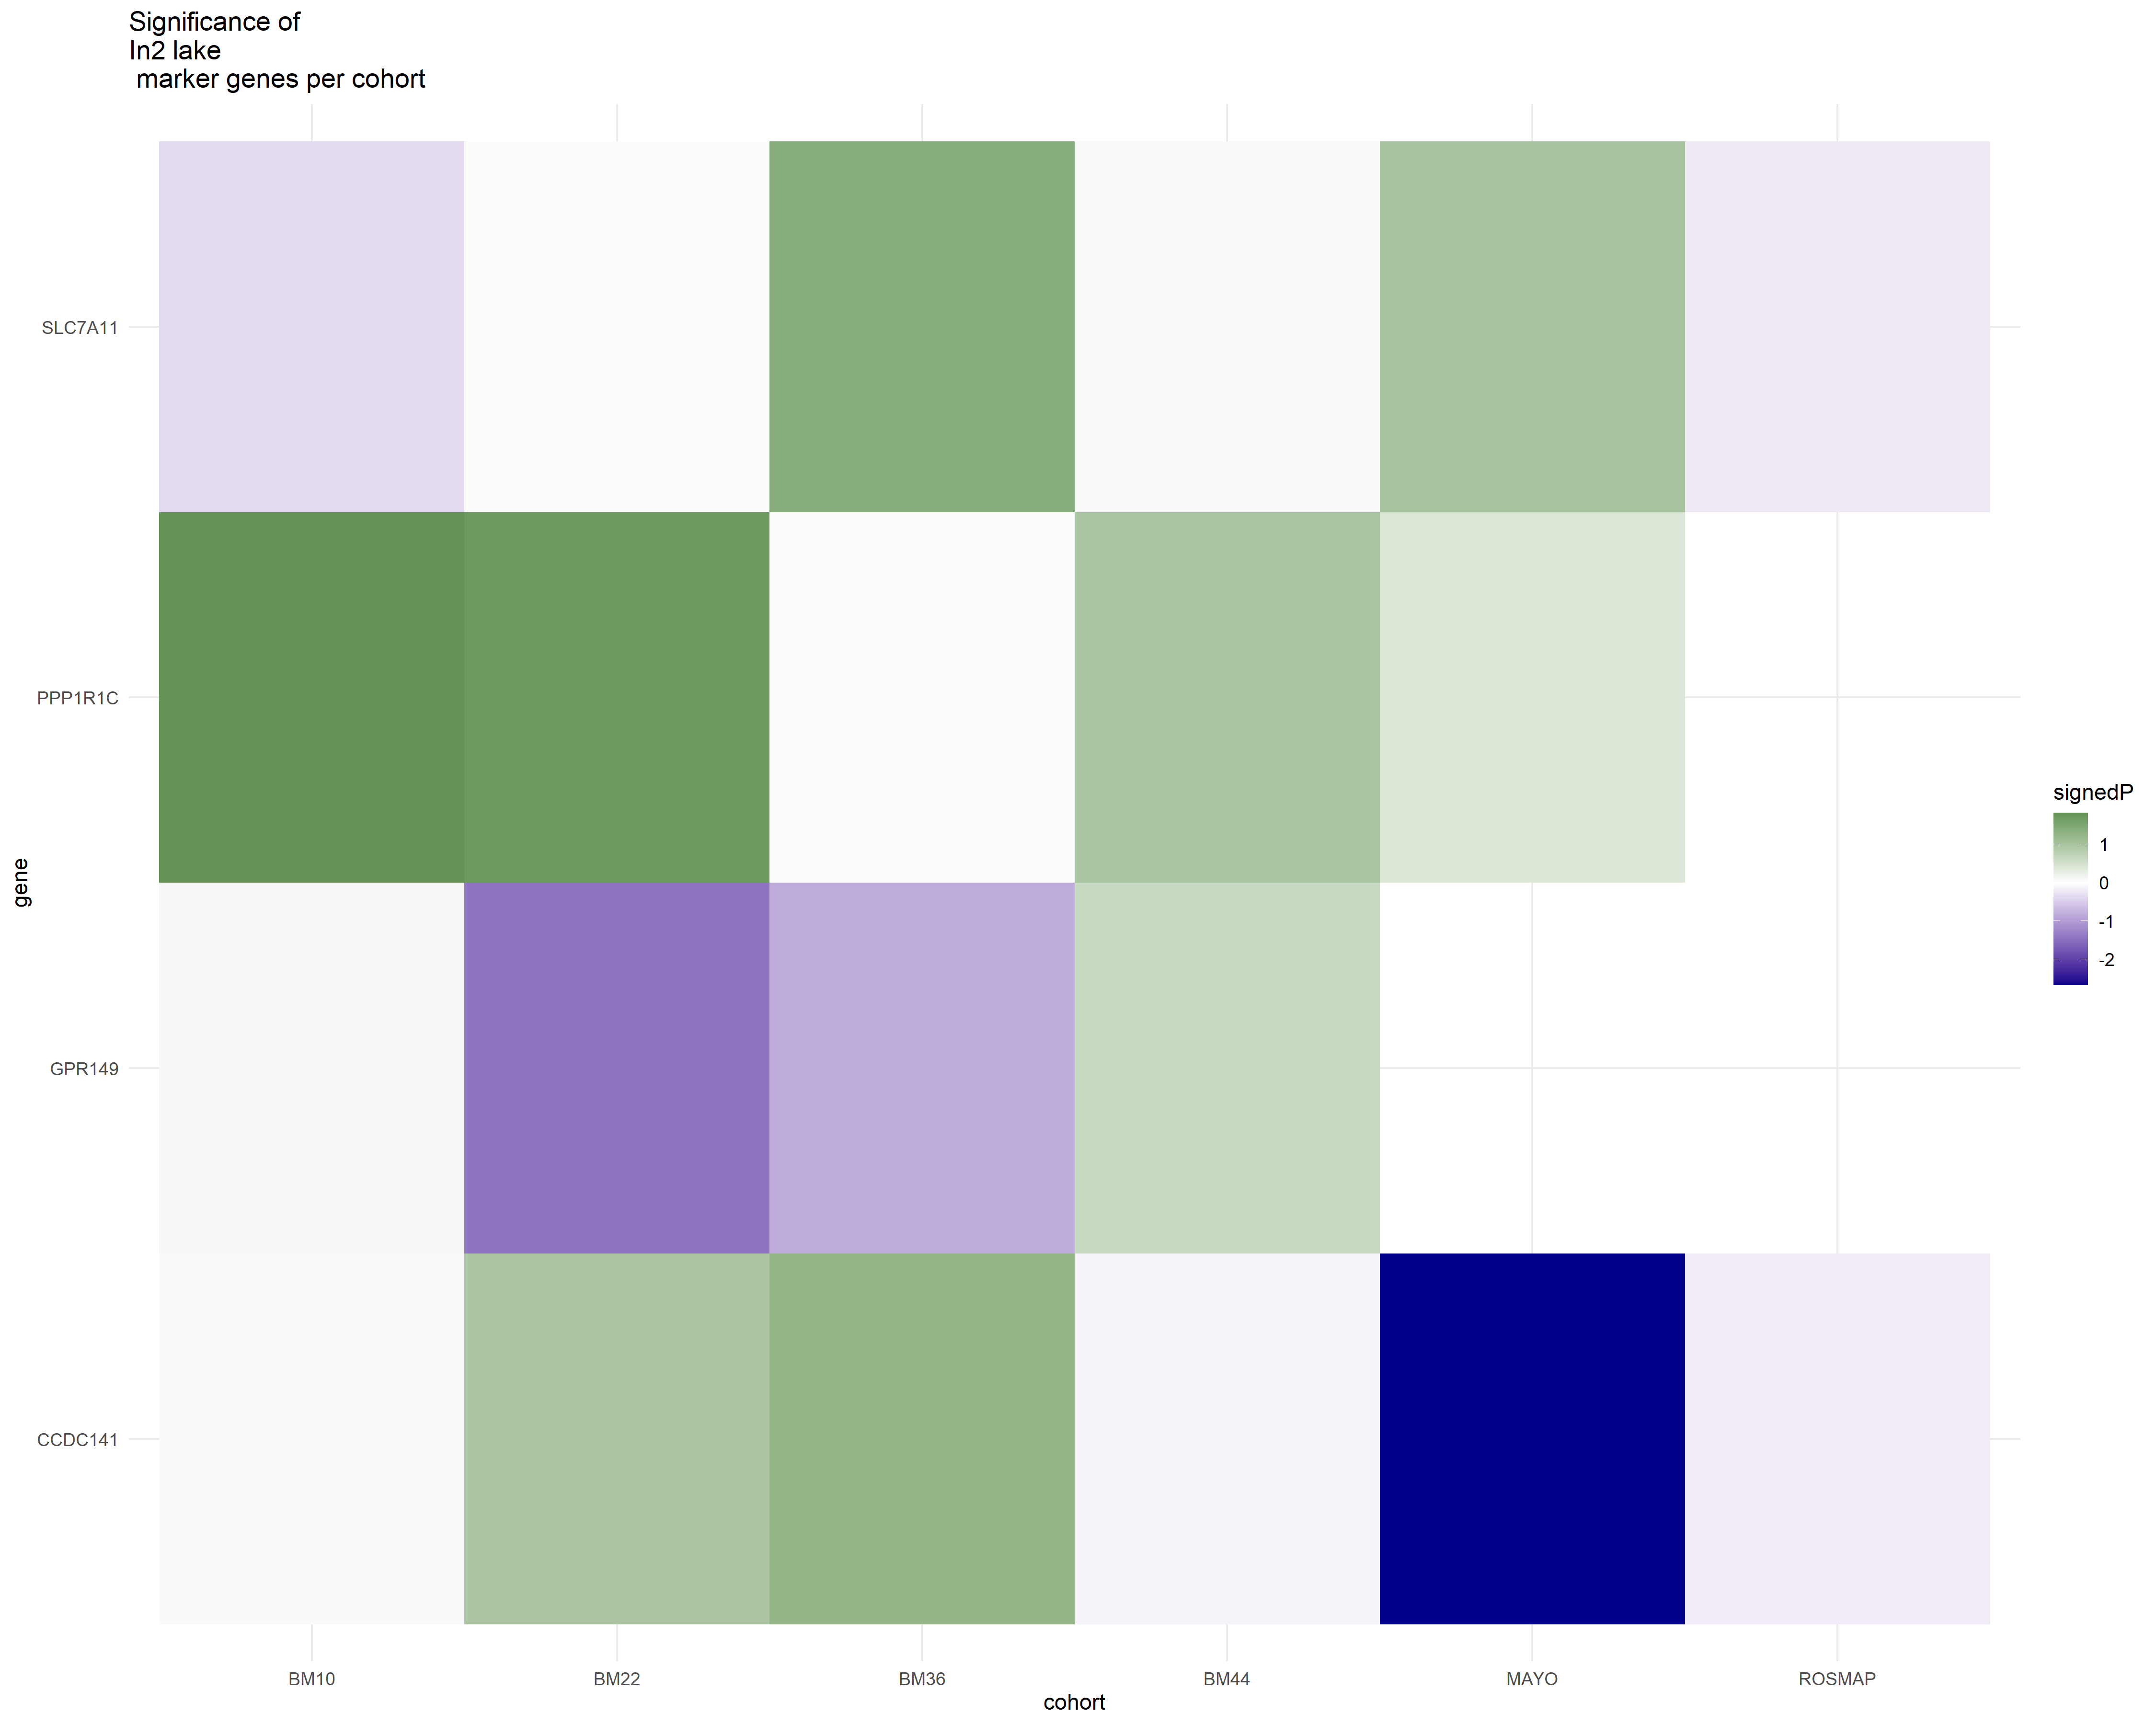 Significance of
In2 lake
marker genes per cohort
SLC7A11
PPP1R1C
GPR149
CCDC141
gene
BM10
BM22
BM36
BM44
MAYO
ROSMAP
cohort
signedP
1
0
-1
-2